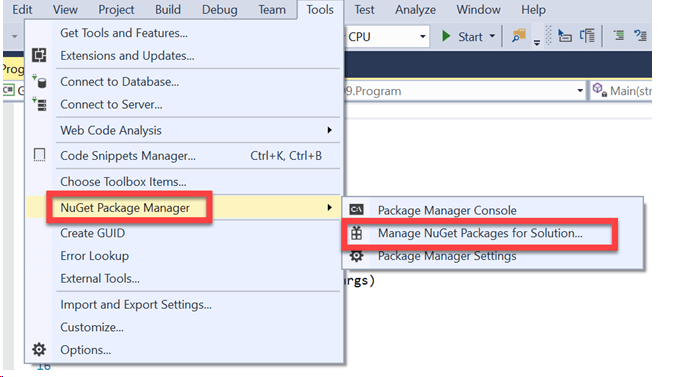 Edit View Project Build Debug Team Tools Test Analyze Window Help
Get Tools and Features...
CPU Start
Extensions and Updates...
Prog
Connect to Database...
G 9.Program Main(str
Connect to Server...
Web Code Analysis
Code Snippets Manager... Ctrl+K, Ctrl+B
Choose Toolbox Items...
NuGet Package Manager
Package Manager Console
Create GUID
Manage NuGet Packages for Solution...
Error Lookup
Package Manager Settings
External Tools...
args)
Import and Export Settings...
Customize...
Options...
16